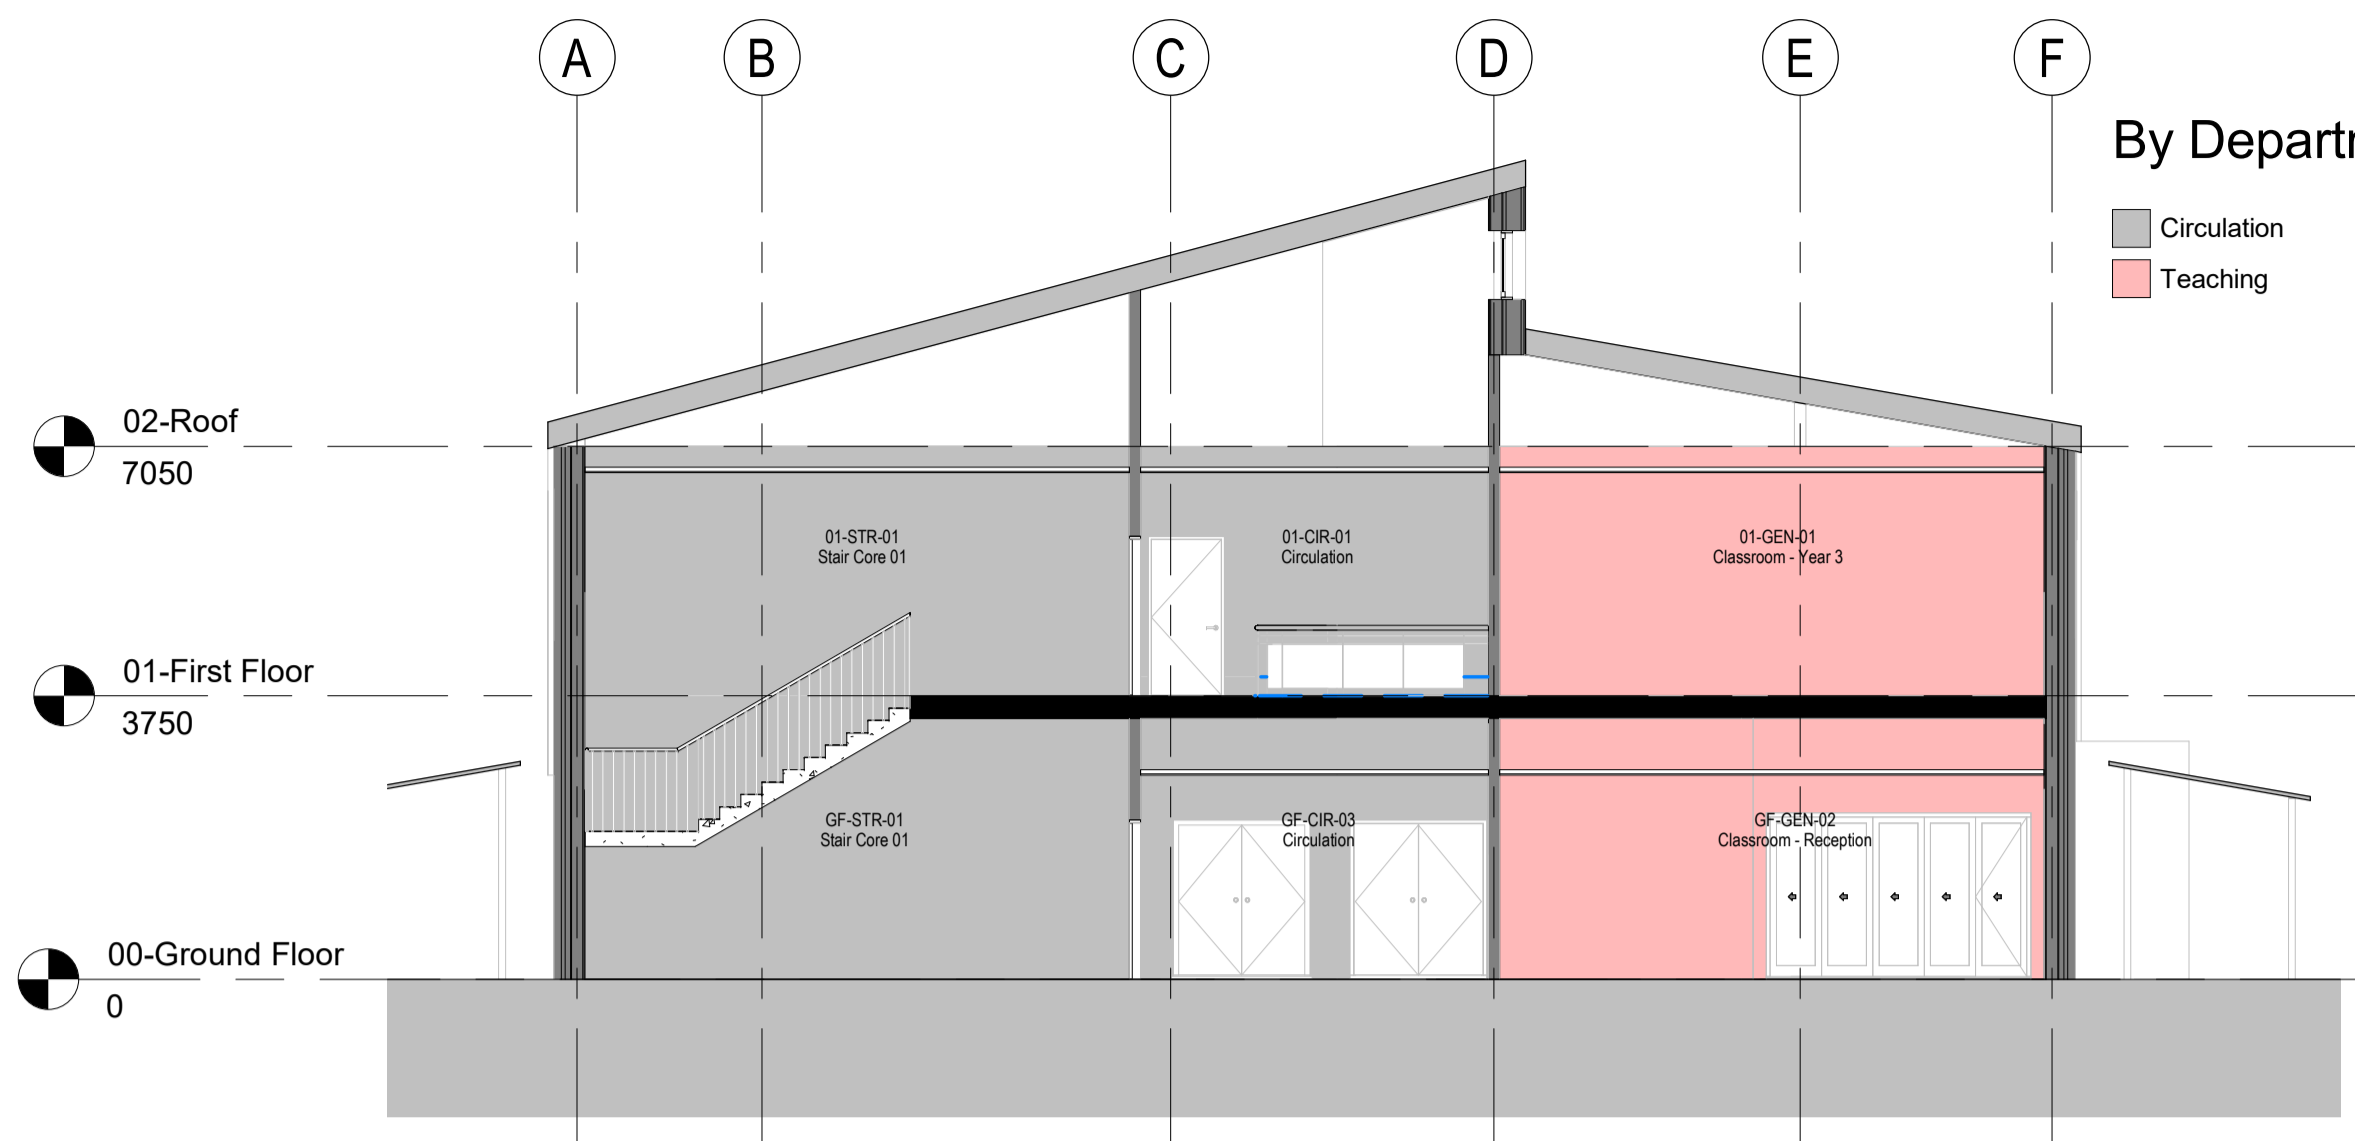 A B C D E F
By Departm
Circulation
Teaching
02-Roof
7050
01-STR-01
Stair Core 01
01-CIR-01
Circulation
01-GEN-01
Classroom - Year 3
01-First Floor
3750
GF-STR-01
Stair Core 01
GF-CIR-03
Circulation
GF-GEN-02
Classroom - Reception
00-Ground Floor
0